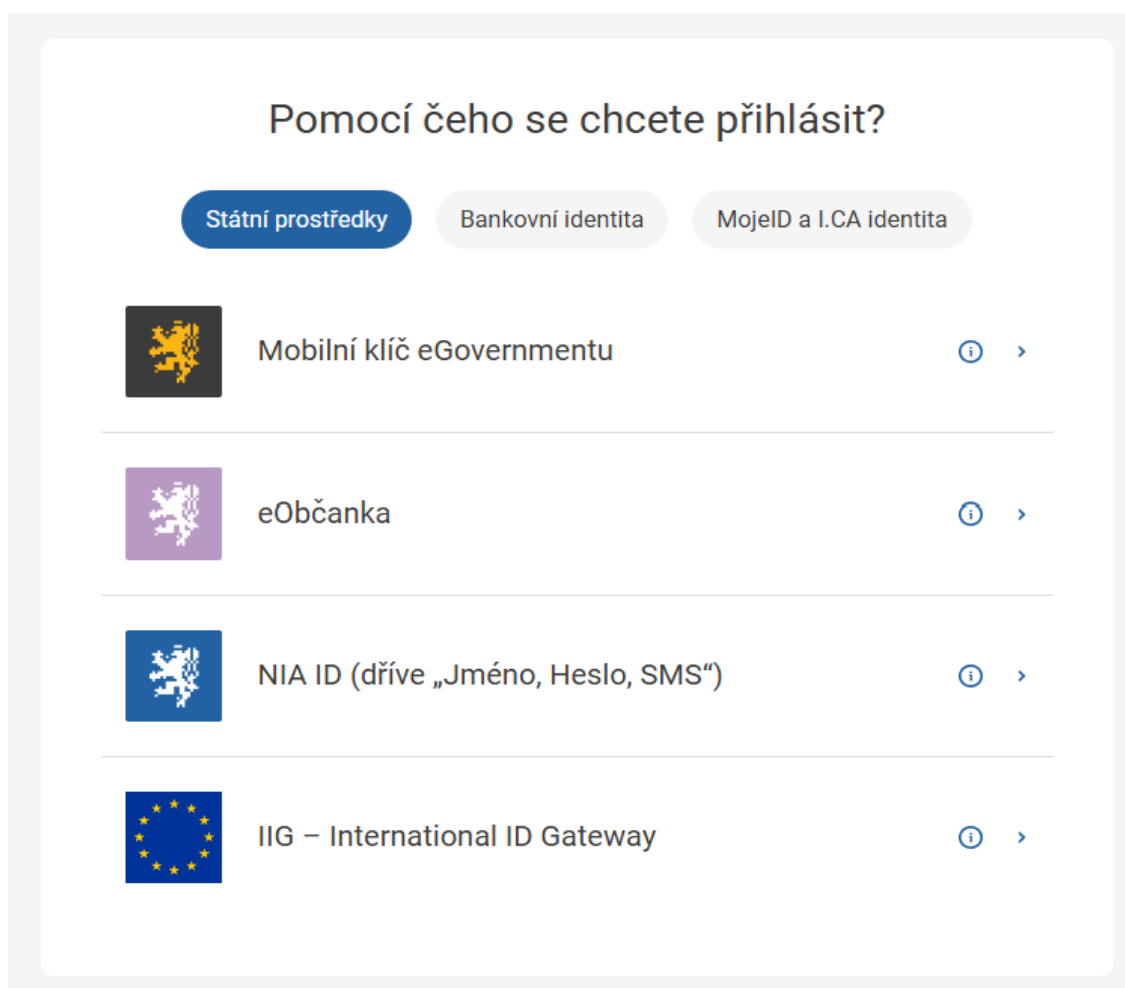 Pomocí čeho se chcete přihlásit?
Státní prostředky
Bankovní identita
MojeID a I.CA identita
Mobilní klíč eGovernmentu
eObčanka
NIA ID (dříve „Jméno, Heslo, SMS“)
IIG – International ID Gateway